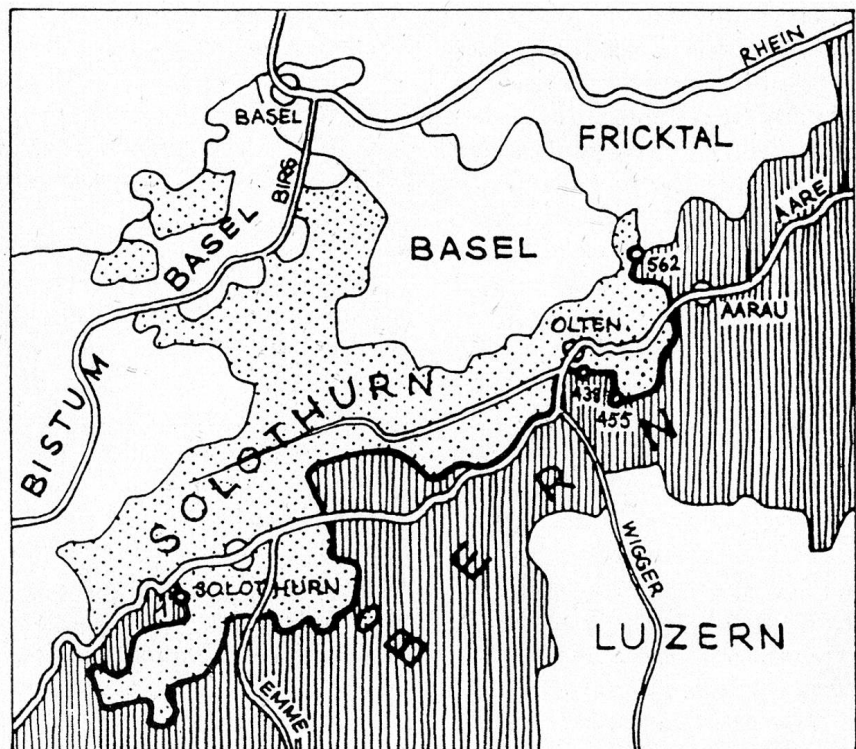 RHEIN
BASEL
FRICKTAL
BIRS
AARE
BASEL
BASEL
562
AARAU
OLTEN
438
455
BISTUM
SOLOTHURN
BERN
WIGGER
SOLOTHURN
1
LUZERN
EMME